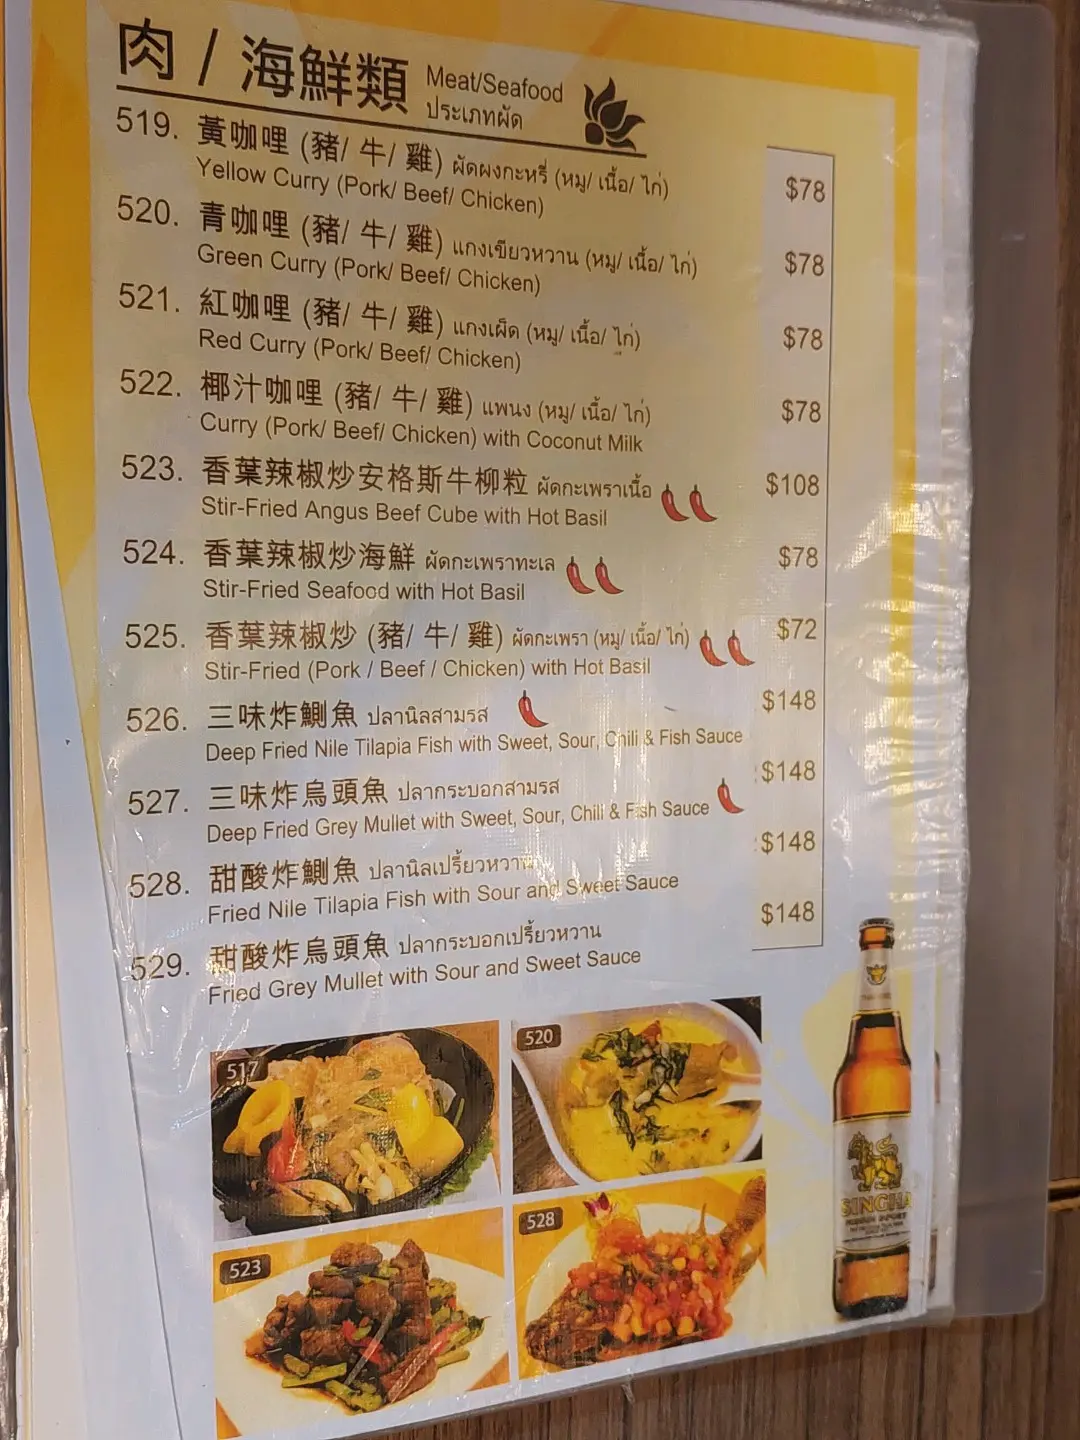 肉 / 海鮮類 Meat/Seafood
ประเภทผัด
519. 黃咖哩 (豬/ 牛/ 雞) ผัดผงกะหรี่ (หมู/ เนื้อ/ ไก่) $78
Yellow Curry (Pork/ Beef/ Chicken)
520. 青咖哩 (豬/ 牛/ 雞) แกงเขียวหวาน (หมู/ เนื้อ/ ไก่) $78
Green Curry (Pork/ Beef/ Chicken)
521. 紅咖哩 (豬/ 牛/ 雞) แกงเผ็ด (หมู/ เนื้อ/ ไก่) $78
Red Curry (Pork/ Beef/ Chicken)
522. 椰汁咖哩 (豬/ 牛/ 雞) แพนง (หมู/ เนื้อ/ ไก่) $78
Curry (Pork/ Beef/ Chicken) with Coconut Milk
523. 香葉辣椒炒安格斯牛柳粒 ผัดกะเพราเนื้อ $108
Stir-Fried Angus Beef Cube with Hot Basil
524. 香葉辣椒炒海鮮 ผัดกะเพราทะเล $78
Stir-Fried Seafood with Hot Basil
525. 香葉辣椒炒 (豬/ 牛/ 雞) ผัดกะเพรา (หมู/ เนื้อ/ ไก่) $72
Stir-Fried (Pork / Beef / Chicken) with Hot Basil
526. 三味炸鰂魚 ปลานิลสามรส $148
Deep Fried Nile Tilapia Fish with Sweet, Sour, Chili & Fish Sauce
527. 三味炸烏頭魚 ปลากระบอกสามรส $148
Deep Fried Grey Mullet with Sweet, Sour, Chili & Fish Sauce
528. 甜酸炸鰂魚 ปลานิลเปรี้ยวหวาน $148
Fried Nile Tilapia Fish with Sour and Sweet Sauce
529. 甜酸炸烏頭魚 ปลากระบอกเปรี้ยวหวาน $148
Fried Grey Mullet with Sour and Sweet Sauce
517
520
523
528
SINGHA